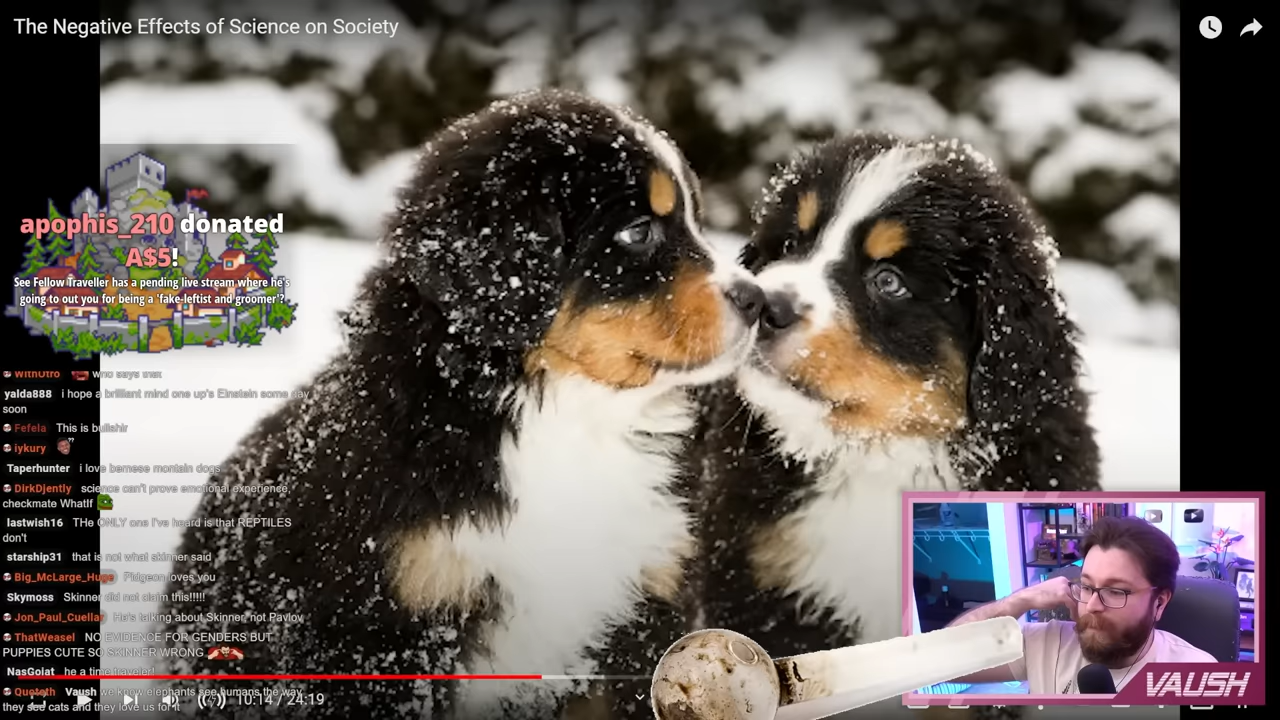 The Negative Effects of Science on Society
apophis_210 donated
A$5!
See Fellow Traveller has a pending live stream where he's
going to out you for being a 'fake-leftist and groomer'?
WithOtro who says that
yalda888 i hope a brilliant mind one up's Einstein some day
soon
Fefela This is bullshir
iykury
Taperhunter i love bernese montain dogs
DirkDjently science can't prove emotional experience,
checkmate WhatIf
lastwish16 THe ONLY one I've heard is that REPTILES
don't
starship31 that is not what skinner said
Big_McLarge_Huge Pidgeon loves you
Skymoss Skinner did not claim this!!!!!
Jon_Paul_Cuellar He's talking about Skinner, not Pavlov
ThatWeasel NO EVIDENCE FOR GENDERS BUT
PUPPIES CUTE SO SKINNER WRONG
NasGoiat he a time traveler!
Quoteth Vaush we know elephants see humans the way
they see cats and they love us for it
10:14 / 24:19
VAUSH